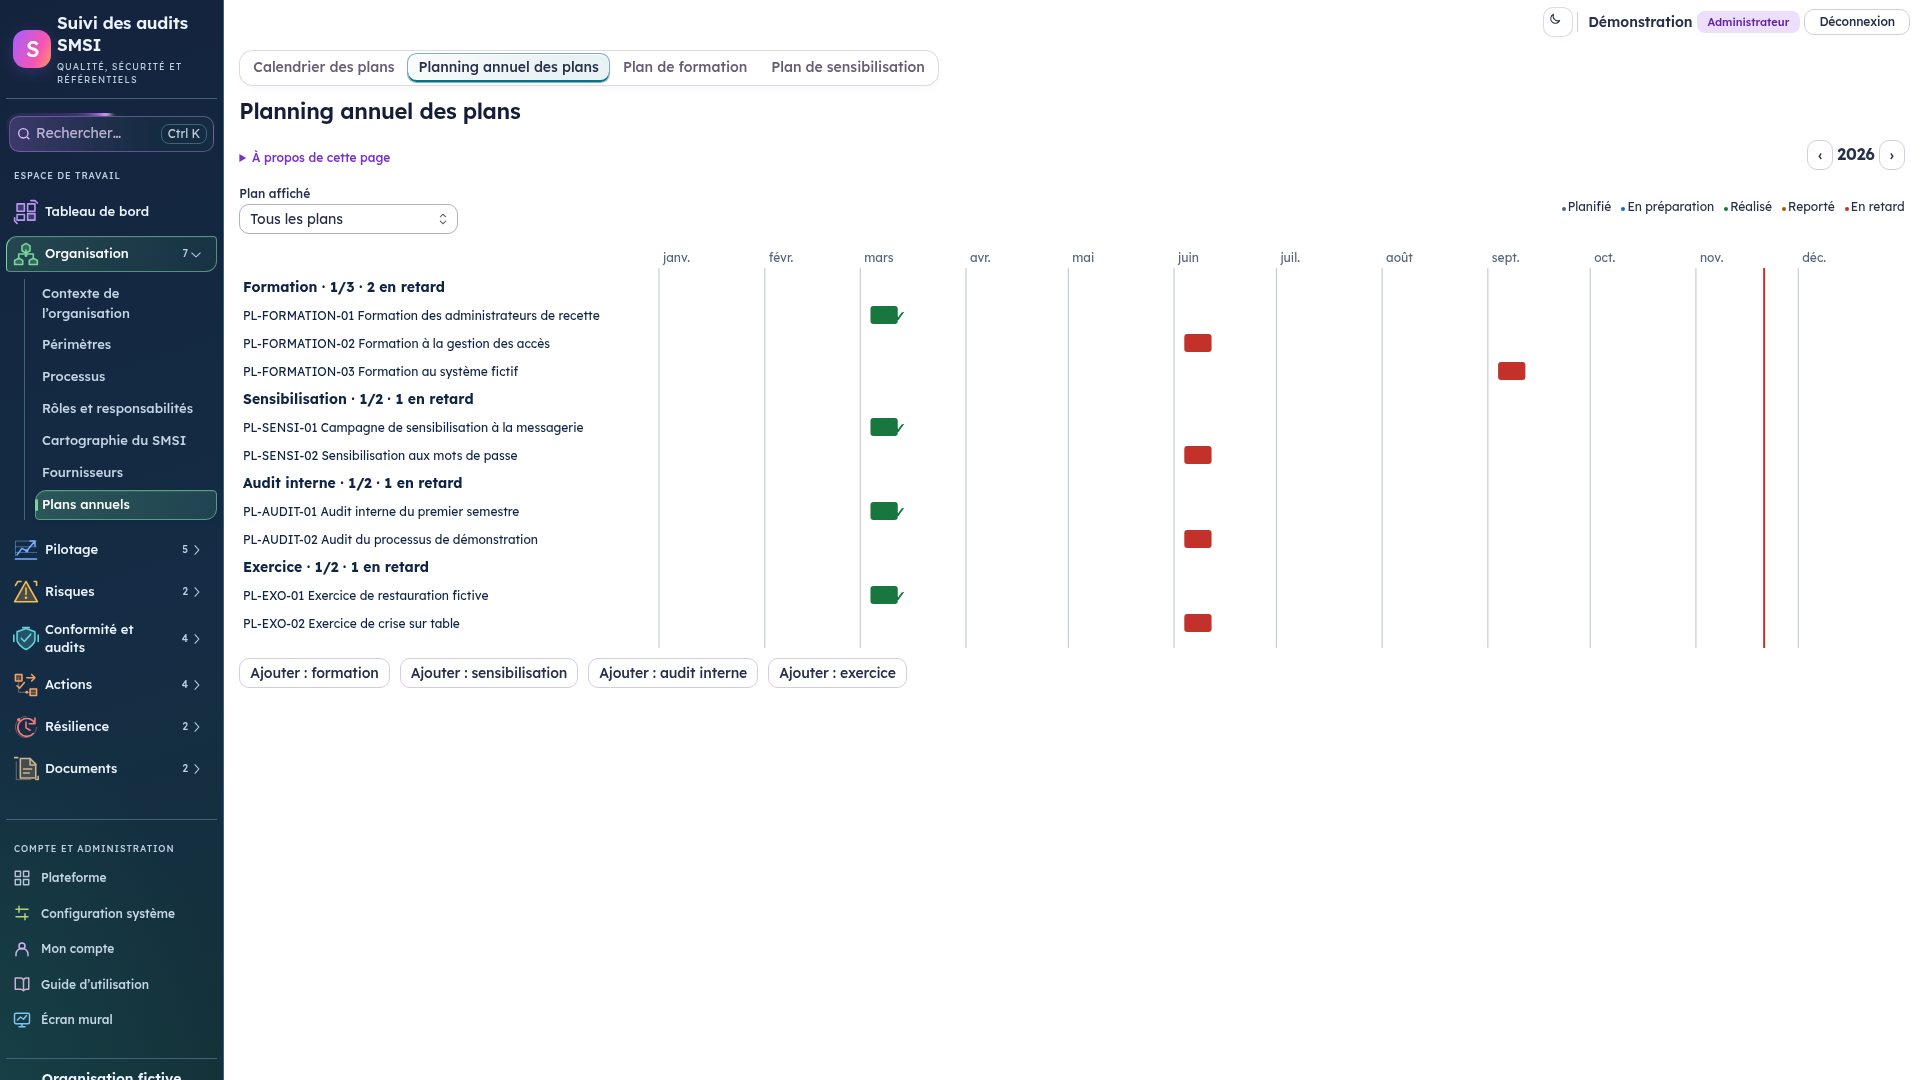 Suivi des audits
SMSI
QUALITÉ, SÉCURITÉ ET
RÉFÉRENTIELS
S
Rechercher...
Ctrl K
ESPACE DE TRAVAIL
Tableau de bord
Organisation 7
Contexte de
l’organisation
Périmètres
Processus
Rôles et responsabilités
Cartographie du SMSI
Fournisseurs
Plans annuels
Pilotage 5
Risques 2
Conformité et
audits 4
Actions 4
Résilience 2
Documents 2
COMPTE ET ADMINISTRATION
Plateforme
Configuration système
Mon compte
Guide d’utilisation
Écran mural
Organisation fictive
Démonstration Administrateur Déconnexion
Calendrier des plans Planning annuel des plans Plan de formation Plan de sensibilisation
Planning annuel des plans
À propos de cette page
‹ 2026 ›
Plan affiché
Tous les plans
Planifié En préparation Réalisé Reporté En retard
janv. févr. mars avr. mai juin juil. août sept. oct. nov. déc.
Formation · 1/3 · 2 en retard
PL-FORMATION-01 Formation des administrateurs de recette ✓
PL-FORMATION-02 Formation à la gestion des accès
PL-FORMATION-03 Formation au système fictif
Sensibilisation · 1/2 · 1 en retard
PL-SENSI-01 Campagne de sensibilisation à la messagerie ✓
PL-SENSI-02 Sensibilisation aux mots de passe
Audit interne · 1/2 · 1 en retard
PL-AUDIT-01 Audit interne du premier semestre ✓
PL-AUDIT-02 Audit du processus de démonstration
Exercice · 1/2 · 1 en retard
PL-EXO-01 Exercice de restauration fictive ✓
PL-EXO-02 Exercice de crise sur table
Ajouter : formation Ajouter : sensibilisation Ajouter : audit interne Ajouter : exercice